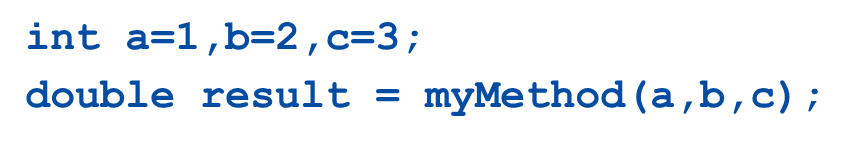 int a=1,b=2,c=3;
double result = myMethod(a,b,c);